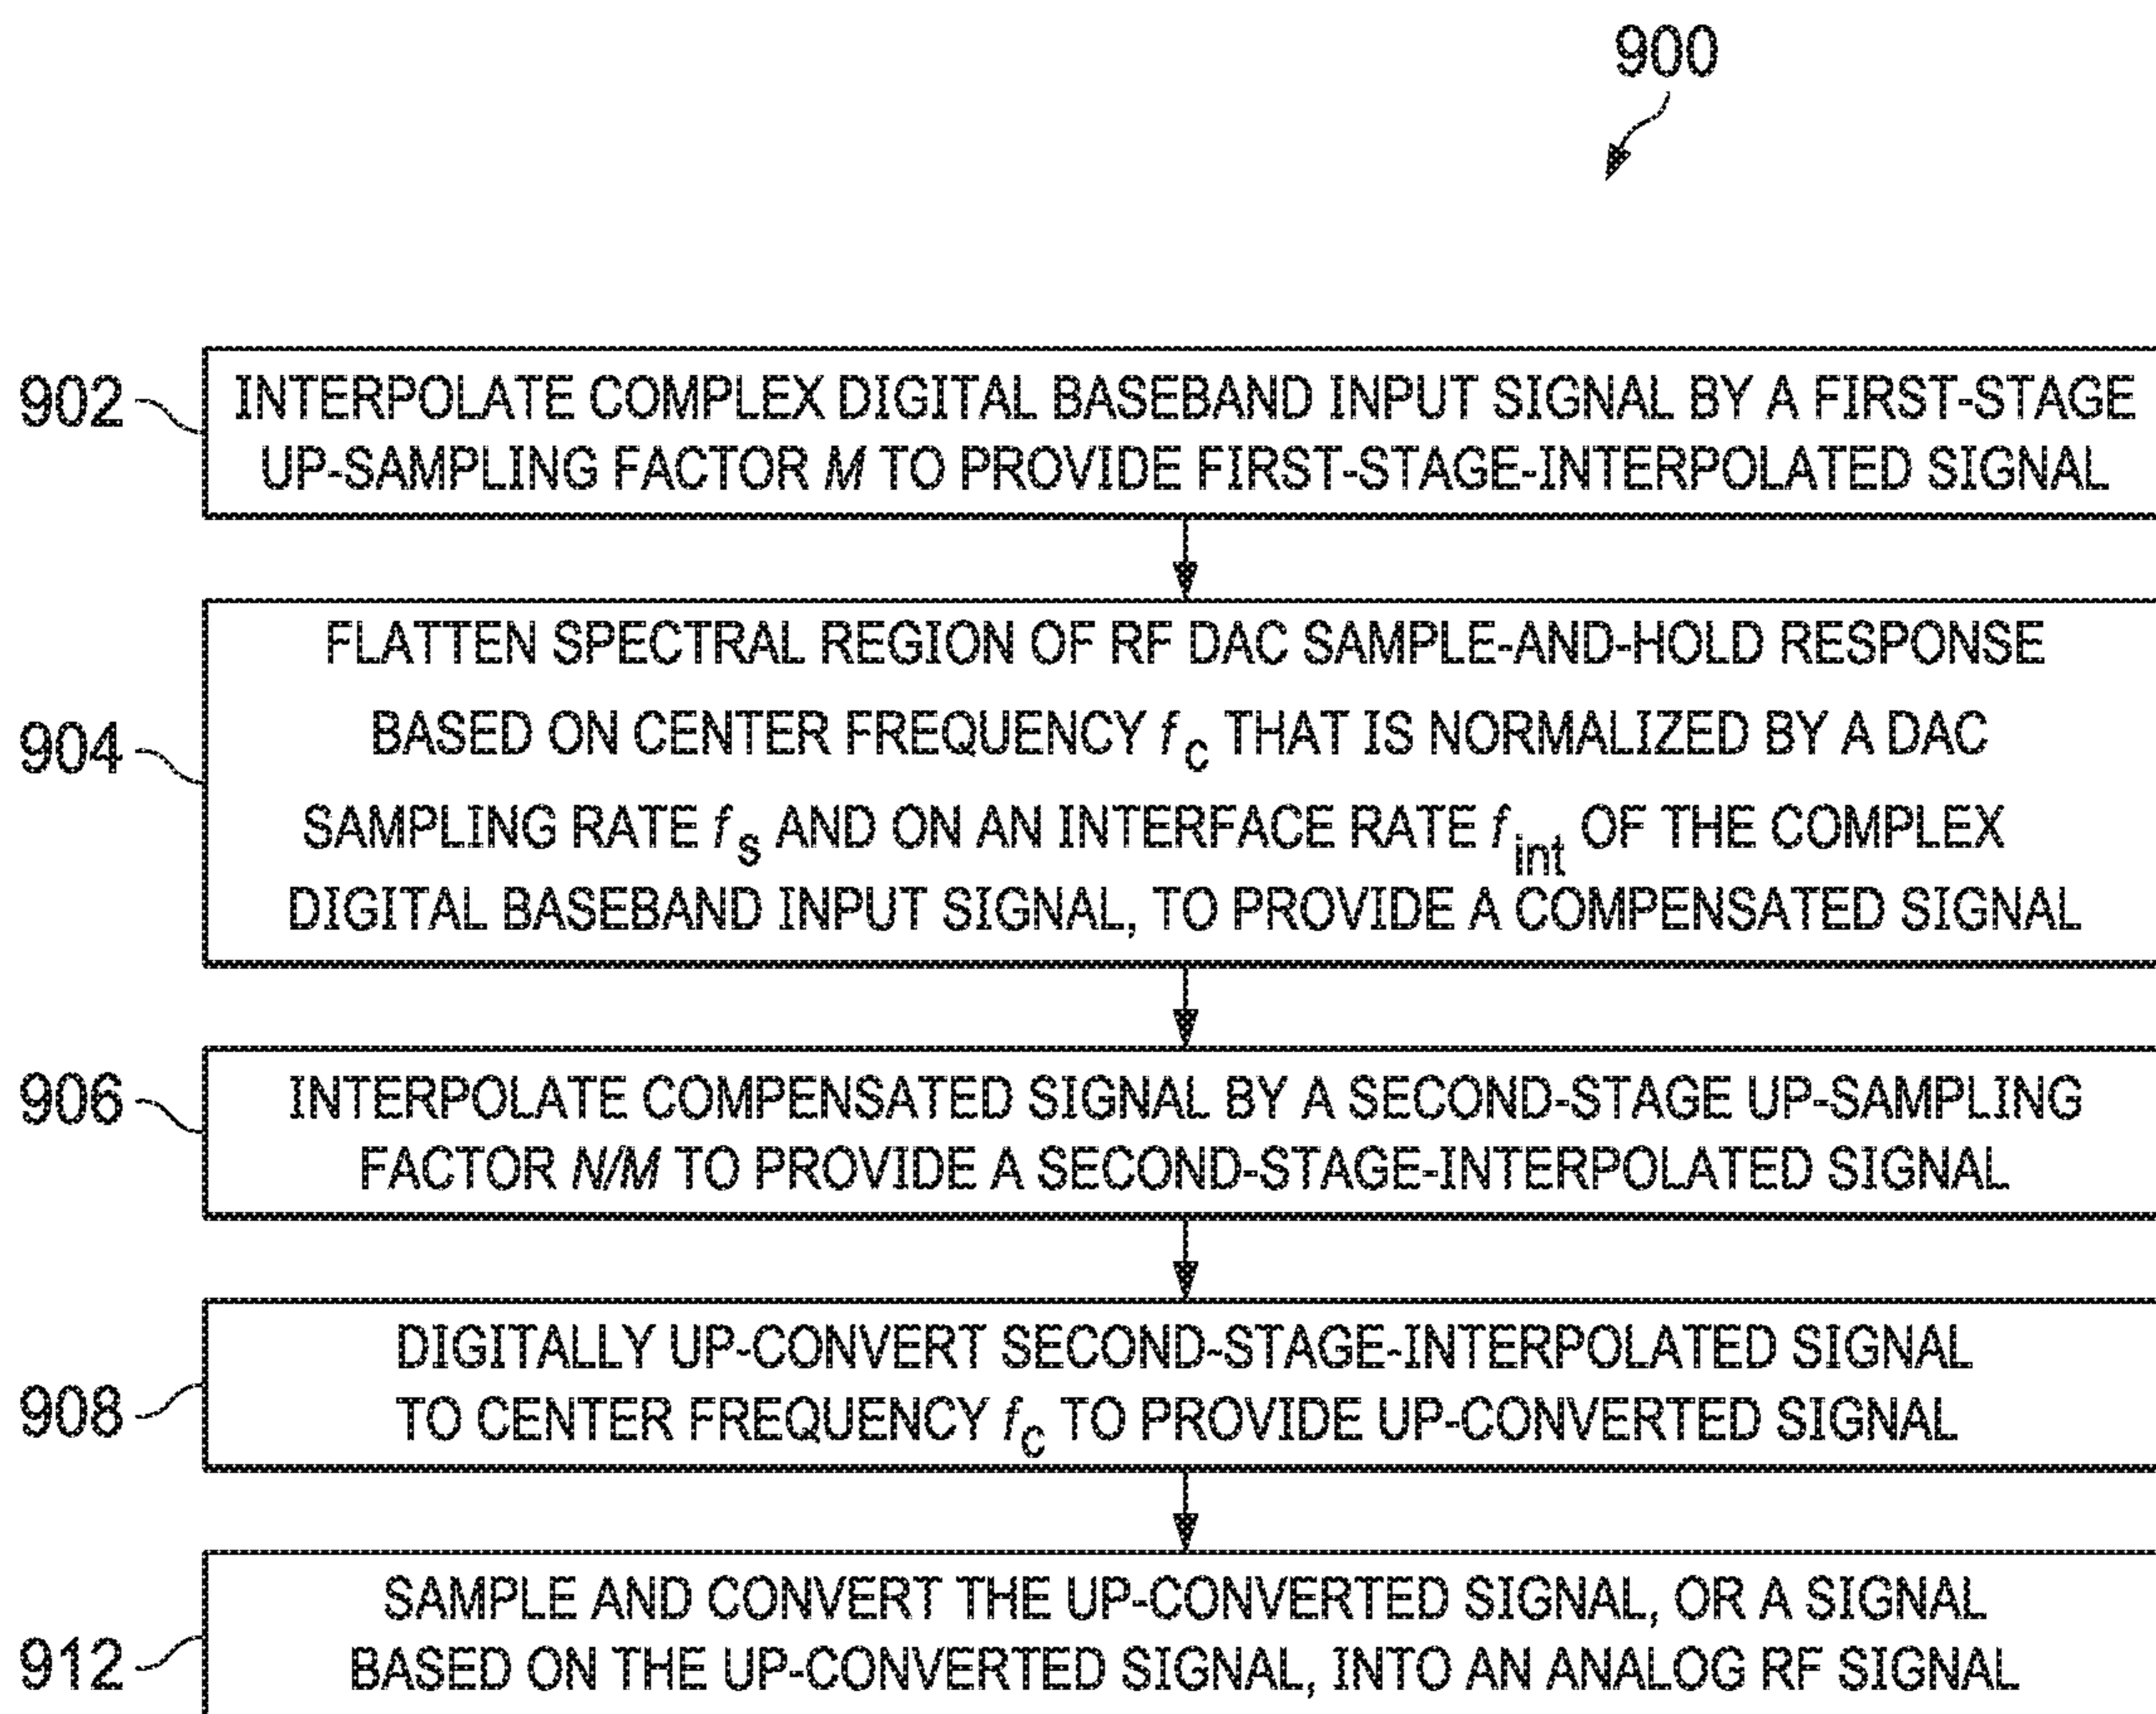 900
902
INTERPOLATE COMPLEX DIGITAL BASEBAND INPUT SIGNAL BY A FIRST-STAGE
UP-SAMPLING FACTOR M TO PROVIDE FIRST-STAGE-INTERPOLATED SIGNAL
904
FLATTEN SPECTRAL REGION OF RF DAC SAMPLE-AND-HOLD RESPONSE
BASED ON CENTER FREQUENCY fc THAT IS NORMALIZED BY A DAC
SAMPLING RATE fs AND ON AN INTERFACE RATE fint OF THE COMPLEX
DIGITAL BASEBAND INPUT SIGNAL, TO PROVIDE A COMPENSATED SIGNAL
906
INTERPOLATE COMPENSATED SIGNAL BY A SECOND-STAGE UP-SAMPLING
FACTOR N/M TO PROVIDE A SECOND-STAGE-INTERPOLATED SIGNAL
908
DIGITALLY UP-CONVERT SECOND-STAGE-INTERPOLATED SIGNAL
TO CENTER FREQUENCY fc TO PROVIDE UP-CONVERTED SIGNAL
912
SAMPLE AND CONVERT THE UP-CONVERTED SIGNAL, OR A SIGNAL
BASED ON THE UP-CONVERTED SIGNAL, INTO AN ANALOG RF SIGNAL